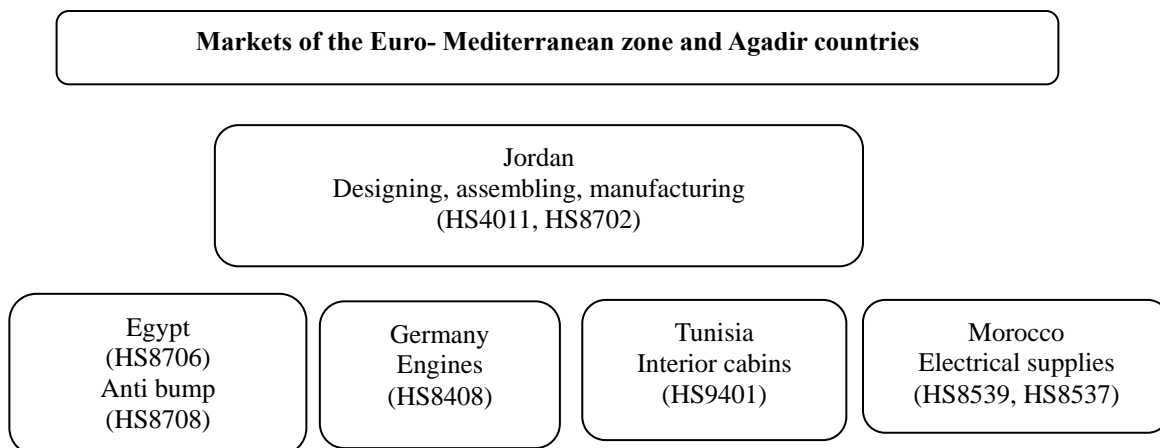 Markets of the Euro- Mediterranean zone and Agadir countries
Jordan
Designing, assembling, manufacturing
(HS4011, HS8702)
Egypt
(HS8706)
Anti bump
(HS8708)
Germany
Engines
(HS8408)
Tunisia
Interior cabins
(HS9401)
Morocco
Electrical supplies
(HS8539, HS8537)